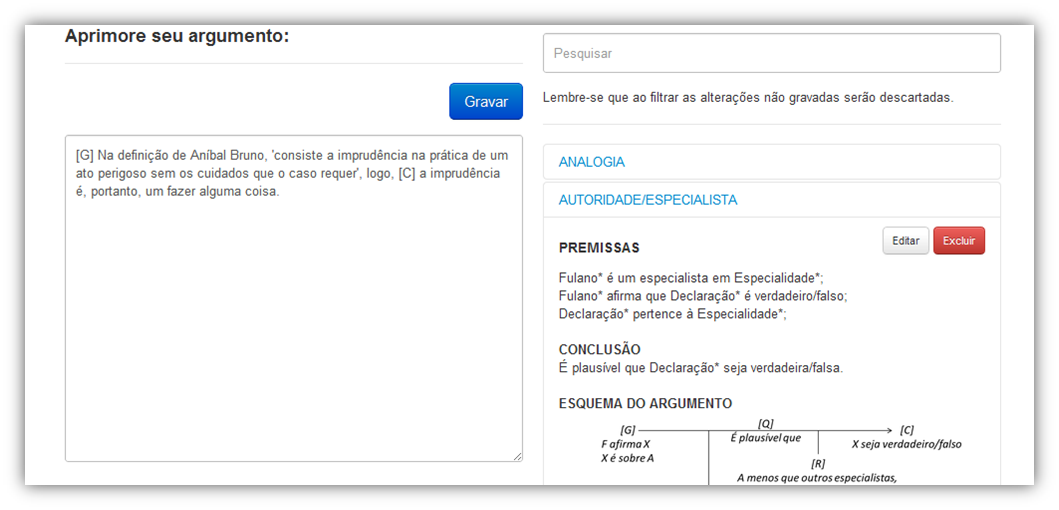 Aprimore seu argumento:
Gravar
[G] Na definição de Aníbal Bruno, 'consiste a imprudência na prática de um
ato perigoso sem os cuidados que o caso requer', logo, [C] a imprudência
é, portanto, um fazer alguma coisa.
Pesquisar
Lembre-se que ao filtrar as alterações não gravadas serão descartadas.
ANALOGIA
AUTORIDADE/ESPECIALISTA
Editar
Excluir
PREMISSAS
Fulano* é um especialista em Especialidade*;
Fulano* afirma que Declaração* é verdadeiro/falso;
Declaração* pertence à Especialidade*;
CONCLUSÃO
É plausível que Declaração* seja verdadeira/falsa.
ESQUEMA DO ARGUMENTO
[G]
[Q]
[C]
F afirma X
É plausível que
X seja verdadeiro/falso
X é sobre A
[R]
A menos que outros especialistas,